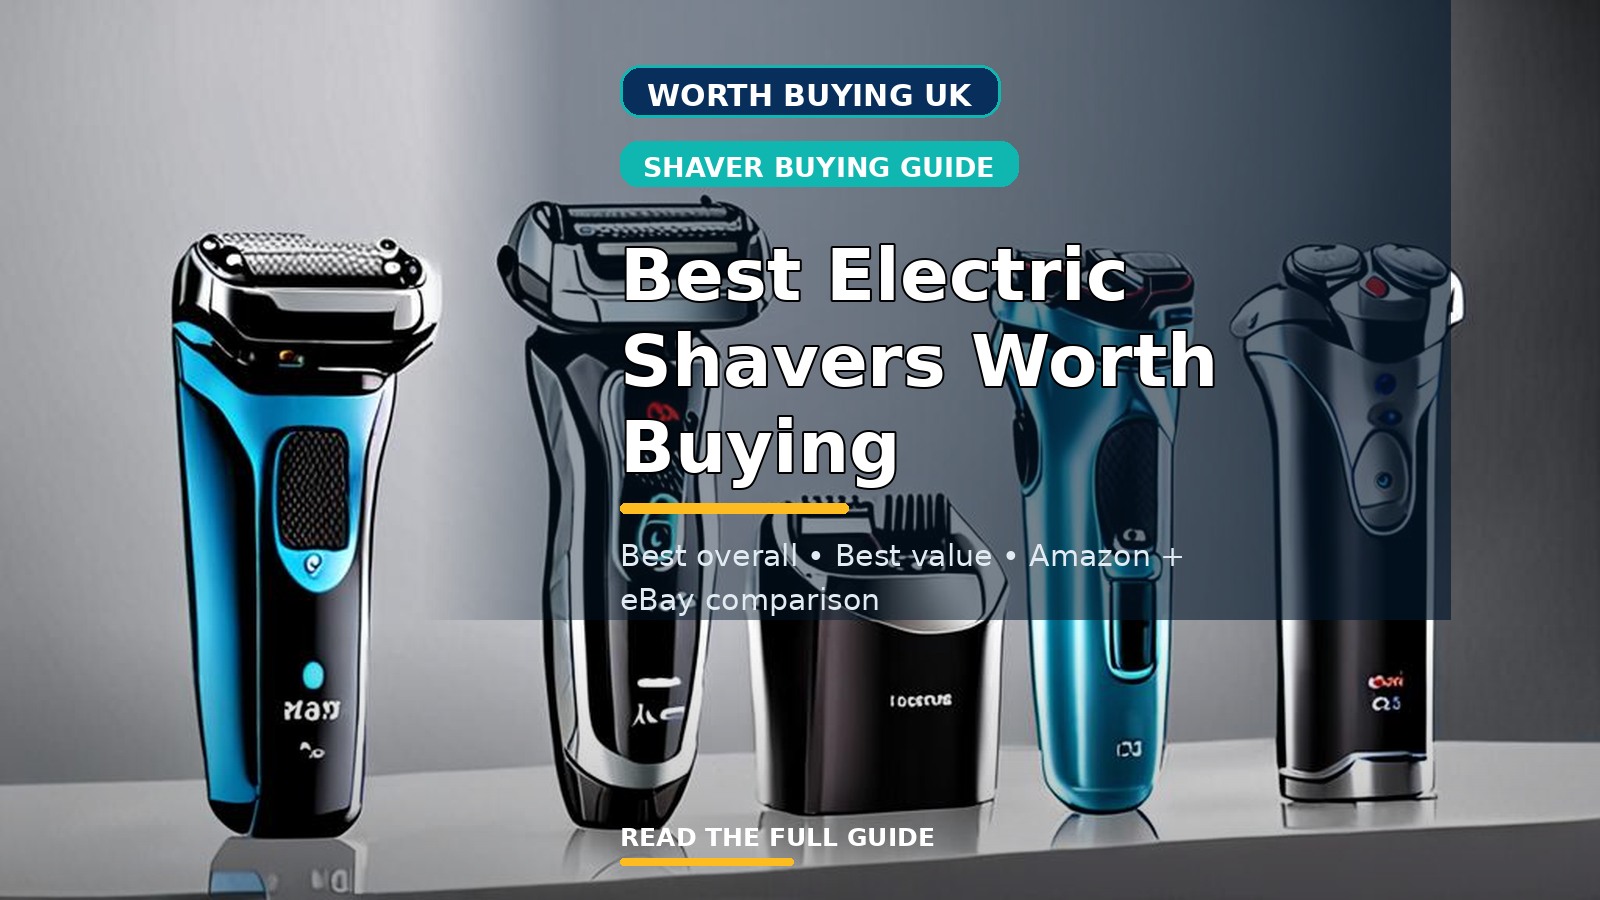 WORTH BUYING UK
SHAVER BUYING GUIDE
Best Electric
Shavers Worth
Buying
Best overall • Best value • Amazon +
eBay comparison
READ THE FULL GUIDE